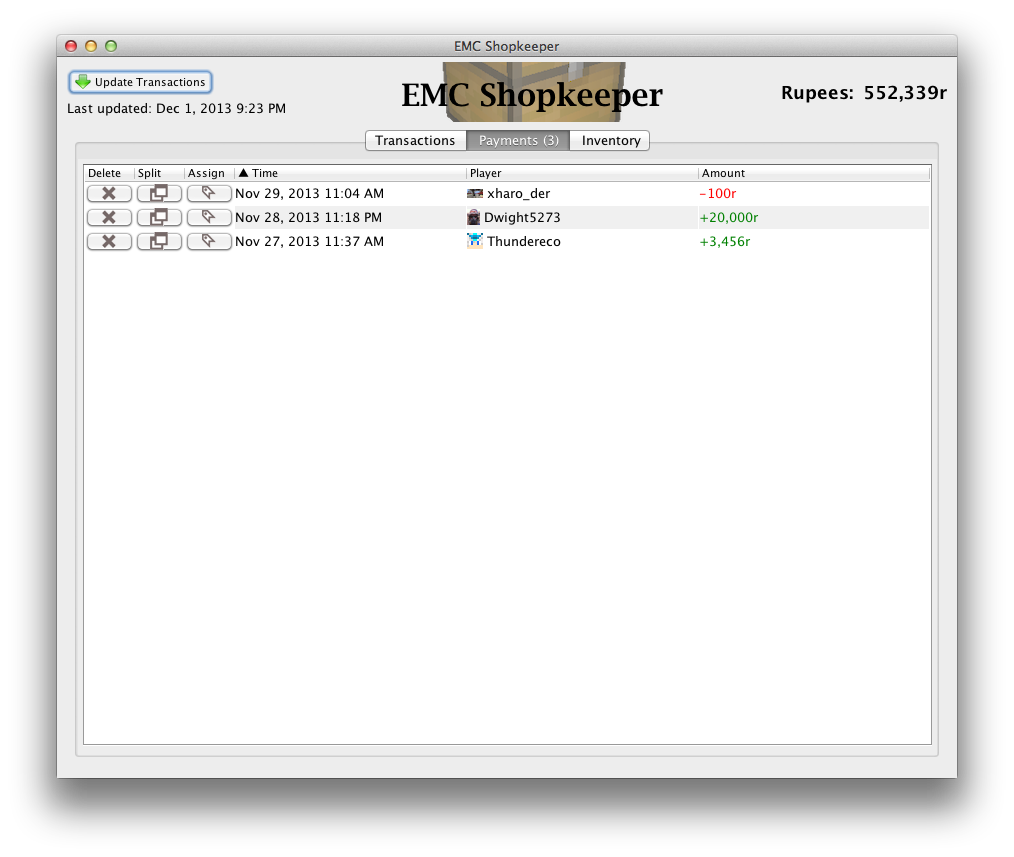 EMC Shopkeeper
Update Transactions
Last updated: Dec 1, 2013 9:23 PM
EMC Shopkeeper
Rupees: 552,339r
Transactions Payments (3) Inventory
Delete Split Assign ▲ Time Player Amount
Nov 29, 2013 11:04 AM xharo_der -100r
Nov 28, 2013 11:18 PM Dwight5273 +20,000r
Nov 27, 2013 11:37 AM Thundereco +3,456r